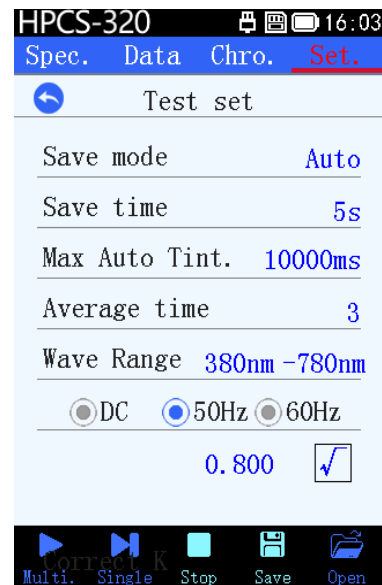 HPCS-320 16:03
Spec. Data Chro. Set.
Test set
Save mode Auto
Save time 5s
Max Auto Tint. 10000ms
Average time 3
Wave Range 380nm-780nm
DC 50Hz 60Hz
0.800 √
Correct K
Multi. Single Stop Save Open